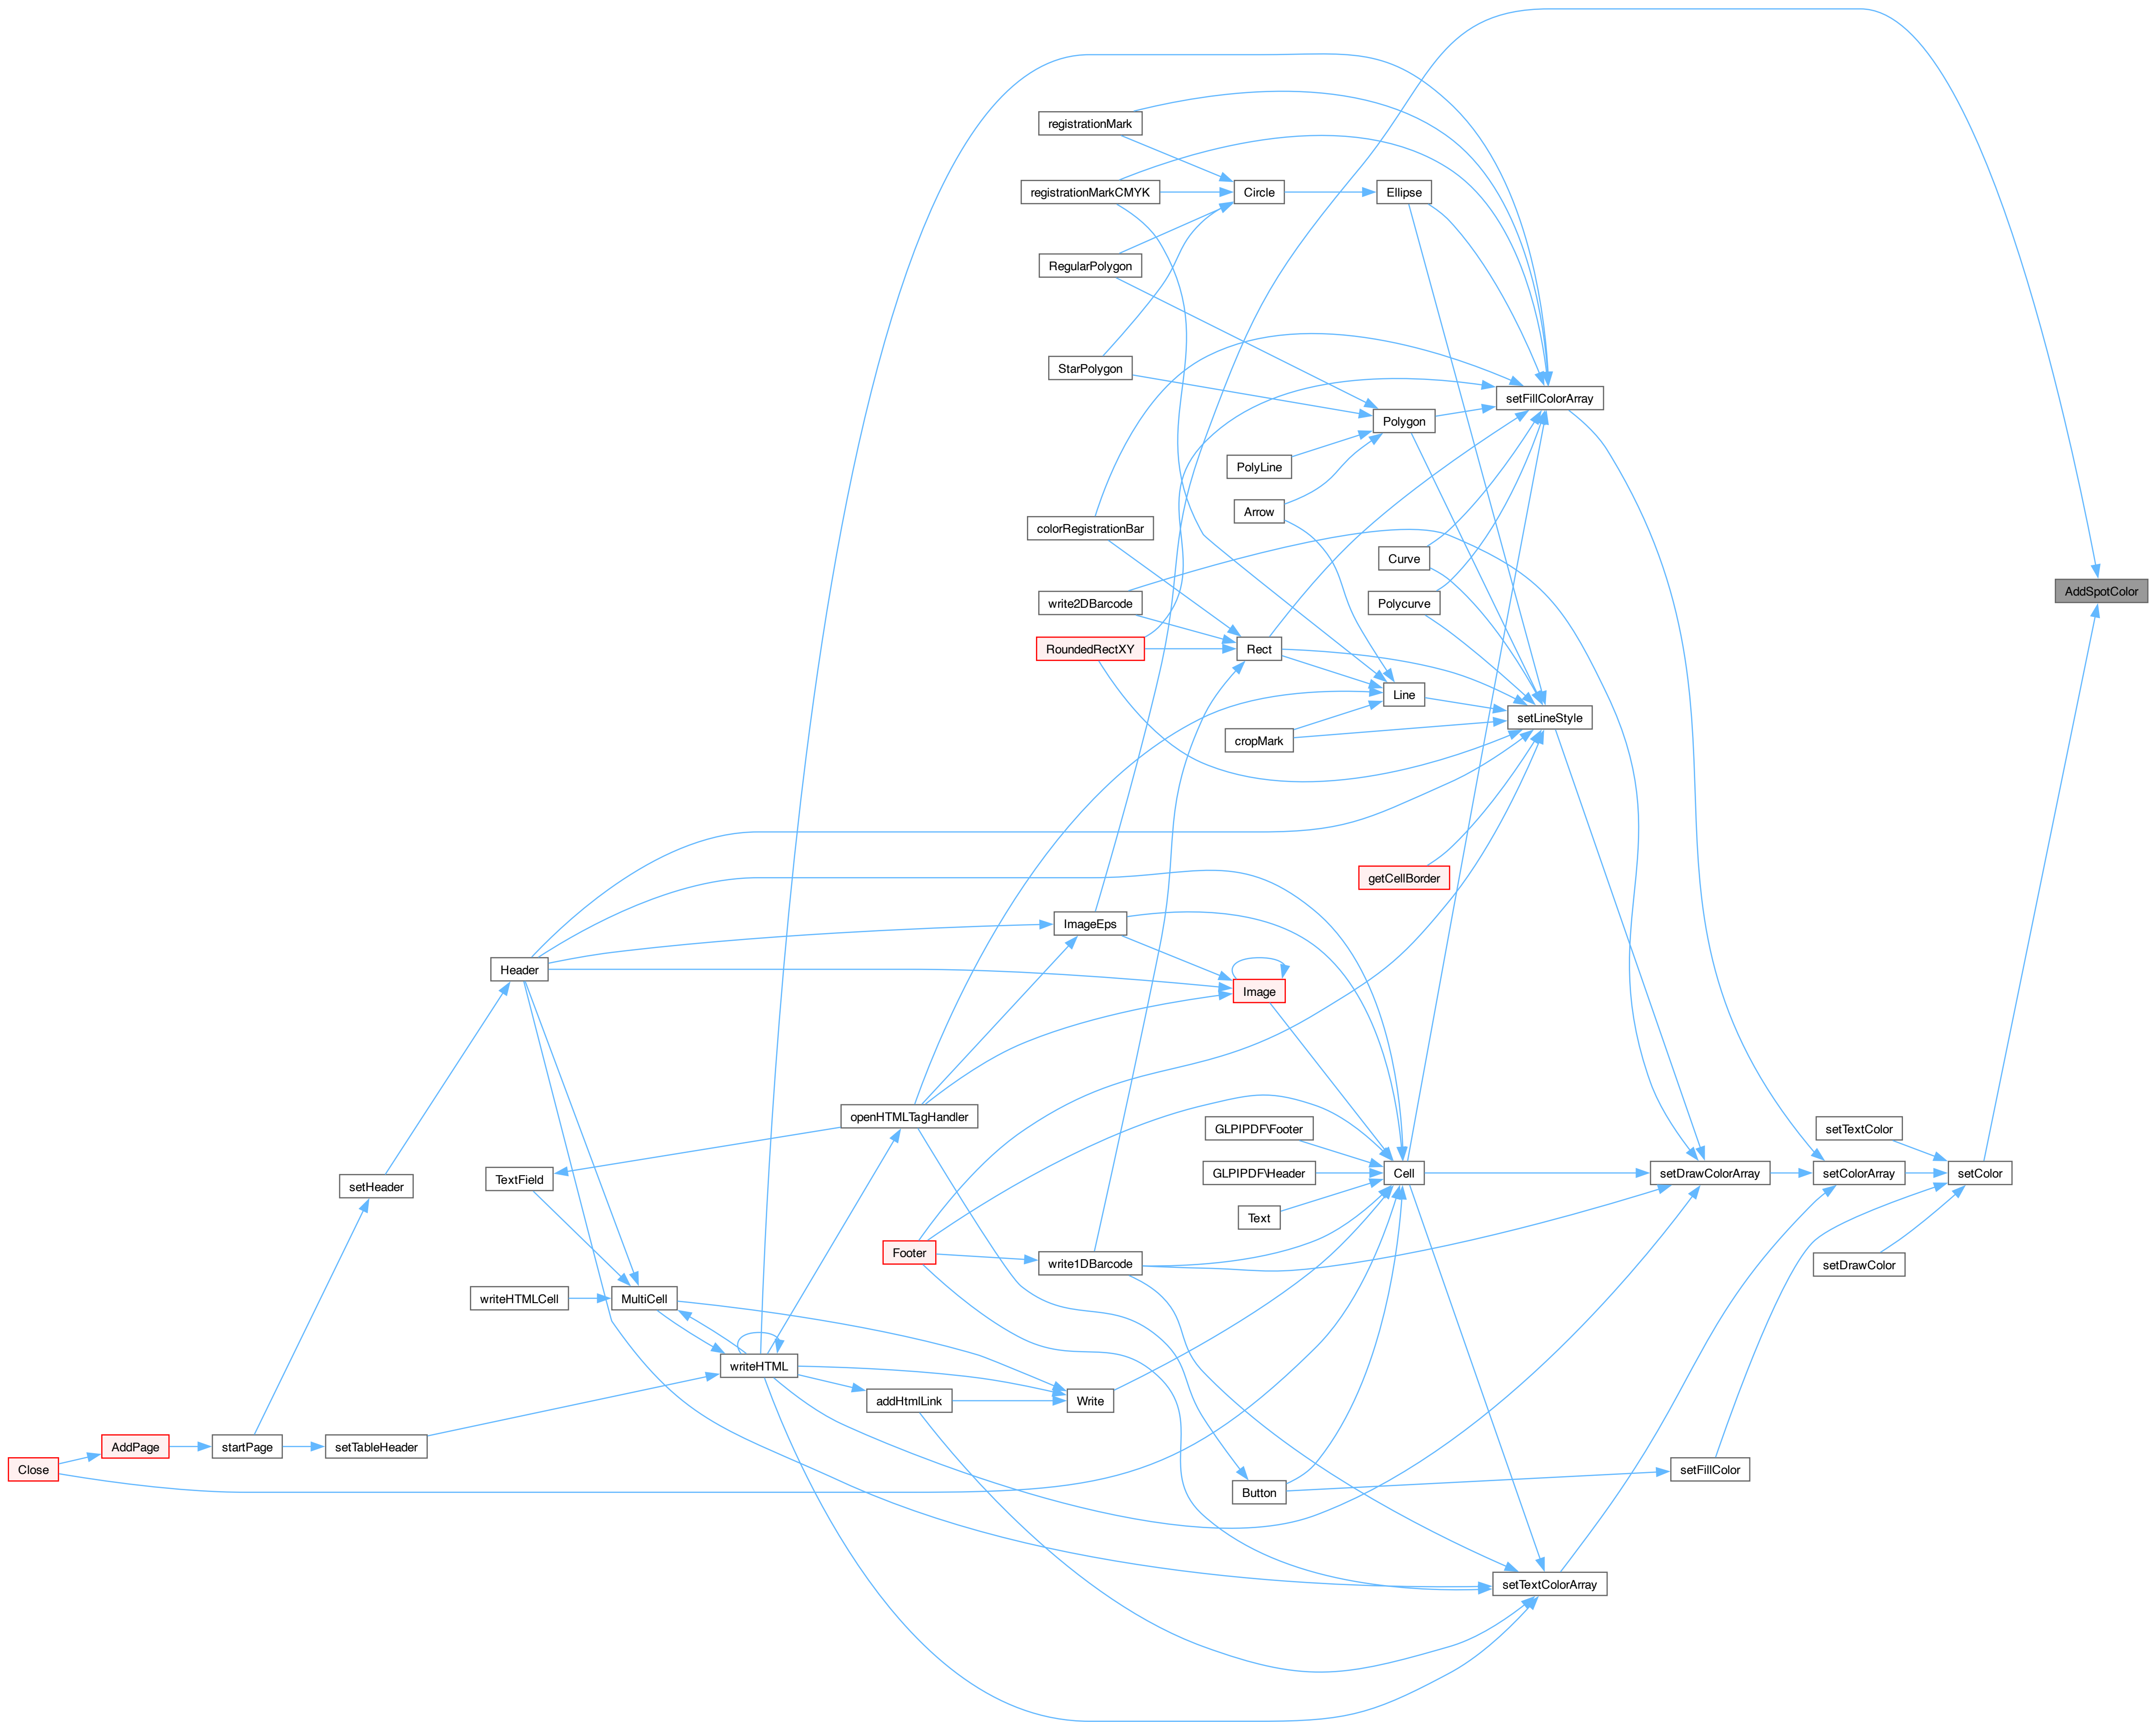 registrationMark
registrationMarkCMYK
Circle
Ellipse
RegularPolygon
StarPolygon
setFillColorArray
Polygon
PolyLine
Arrow
colorRegistrationBar
Curve
AddSpotColor
write2DBarcode
Polycurve
RoundedRectXY
Rect
Line
setLineStyle
cropMark
getCellBorder
ImageEps
Header
Image
openHTMLTagHandler
GLPIPDF\Footer
setTextColor
GLPIPDF\Header
Cell
setDrawColorArray
setColorArray
setColor
TextField
setHeader
Text
Footer
write1DBarcode
setDrawColor
writeHTMLCell
MultiCell
writeHTML
addHtmlLink
Write
AddPage
startPage
setTableHeader
Close
setFillColor
Button
setTextColorArray